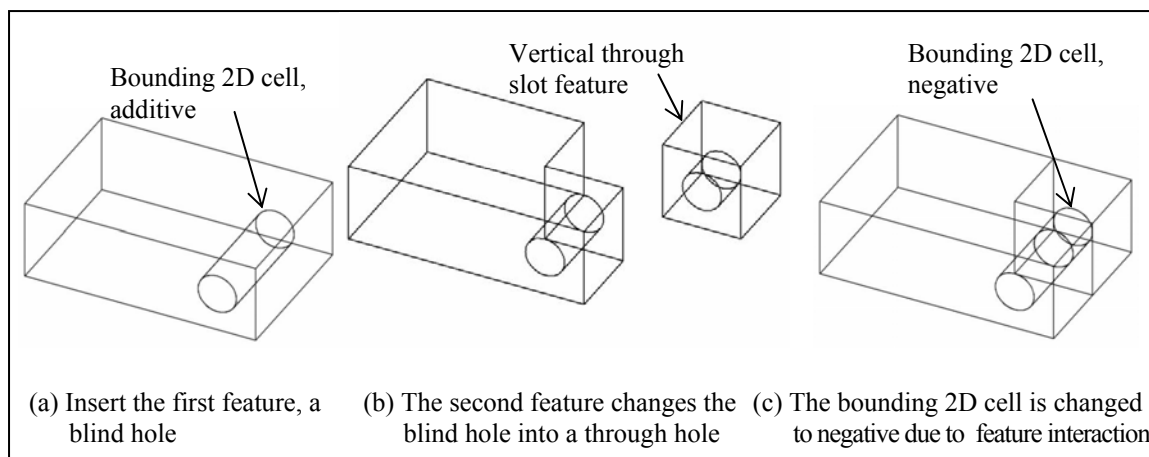 Bounding 2D cell,
additive
Vertical through
slot feature
Bounding 2D cell,
negative
(a) Insert the first feature, a
blind hole
(b) The second feature changes the
blind hole into a through hole
(c) The bounding 2D cell is changed
to negative due to feature interaction